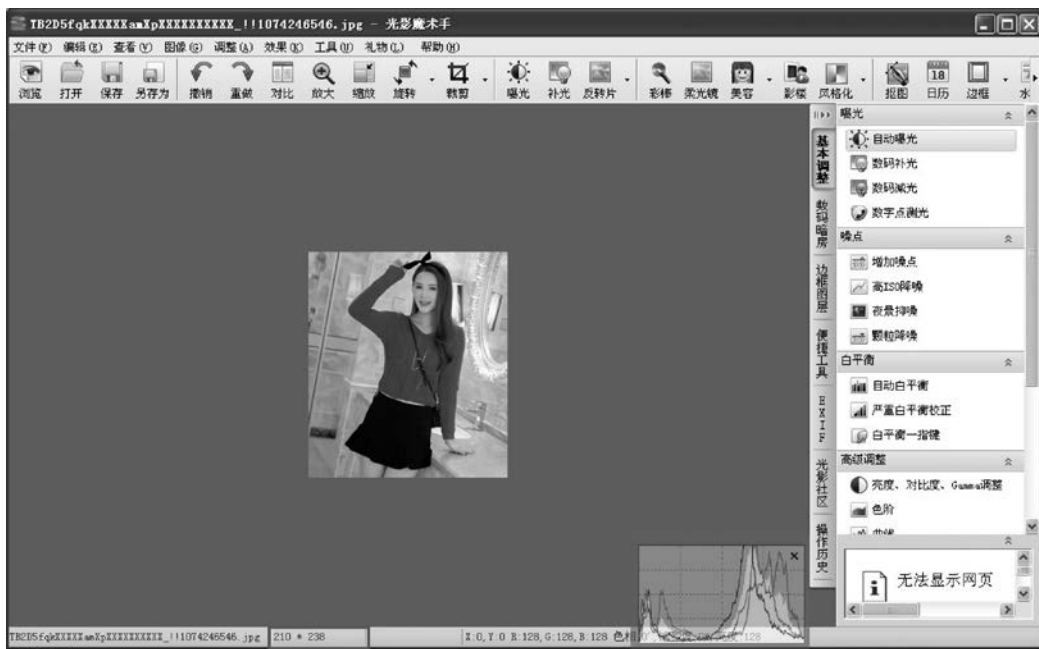 TB2D5fqkXXXXXamXpXXXXXXXXXX_!!1074246546.jpg - 光影魔术手
文件(F) 编辑(E) 查看(V) 图像(G) 调整(A) 效果(K) 工具(U) 礼物(L) 帮助(H)
浏览 打开 保存 另存为 撤销 重做 对比 放大 缩放 旋转 裁剪 曝光 补光 反转片 彩棒 柔光镜 美容 影楼 风格化 抠图 日历 边框 水
18
基本调整
数码暗房
边框图层
便捷工具
EXIF
光影社区
操作历史
曝光
自动曝光
数码补光
数码减光
数字点测光
噪点
增加噪点
高ISO降噪
夜景抑噪
颗粒降噪
白平衡
自动白平衡
严重白平衡校正
白平衡一指键
高级调整
亮度、对比度、Gamma调整
色阶
曲线
无法显示网页
TB2D5fqkXXXXXamXpXXXXXXXXXX_!!1074246546.jpg 210 * 238 X:0,Y:0 R:128,G:128,B:128